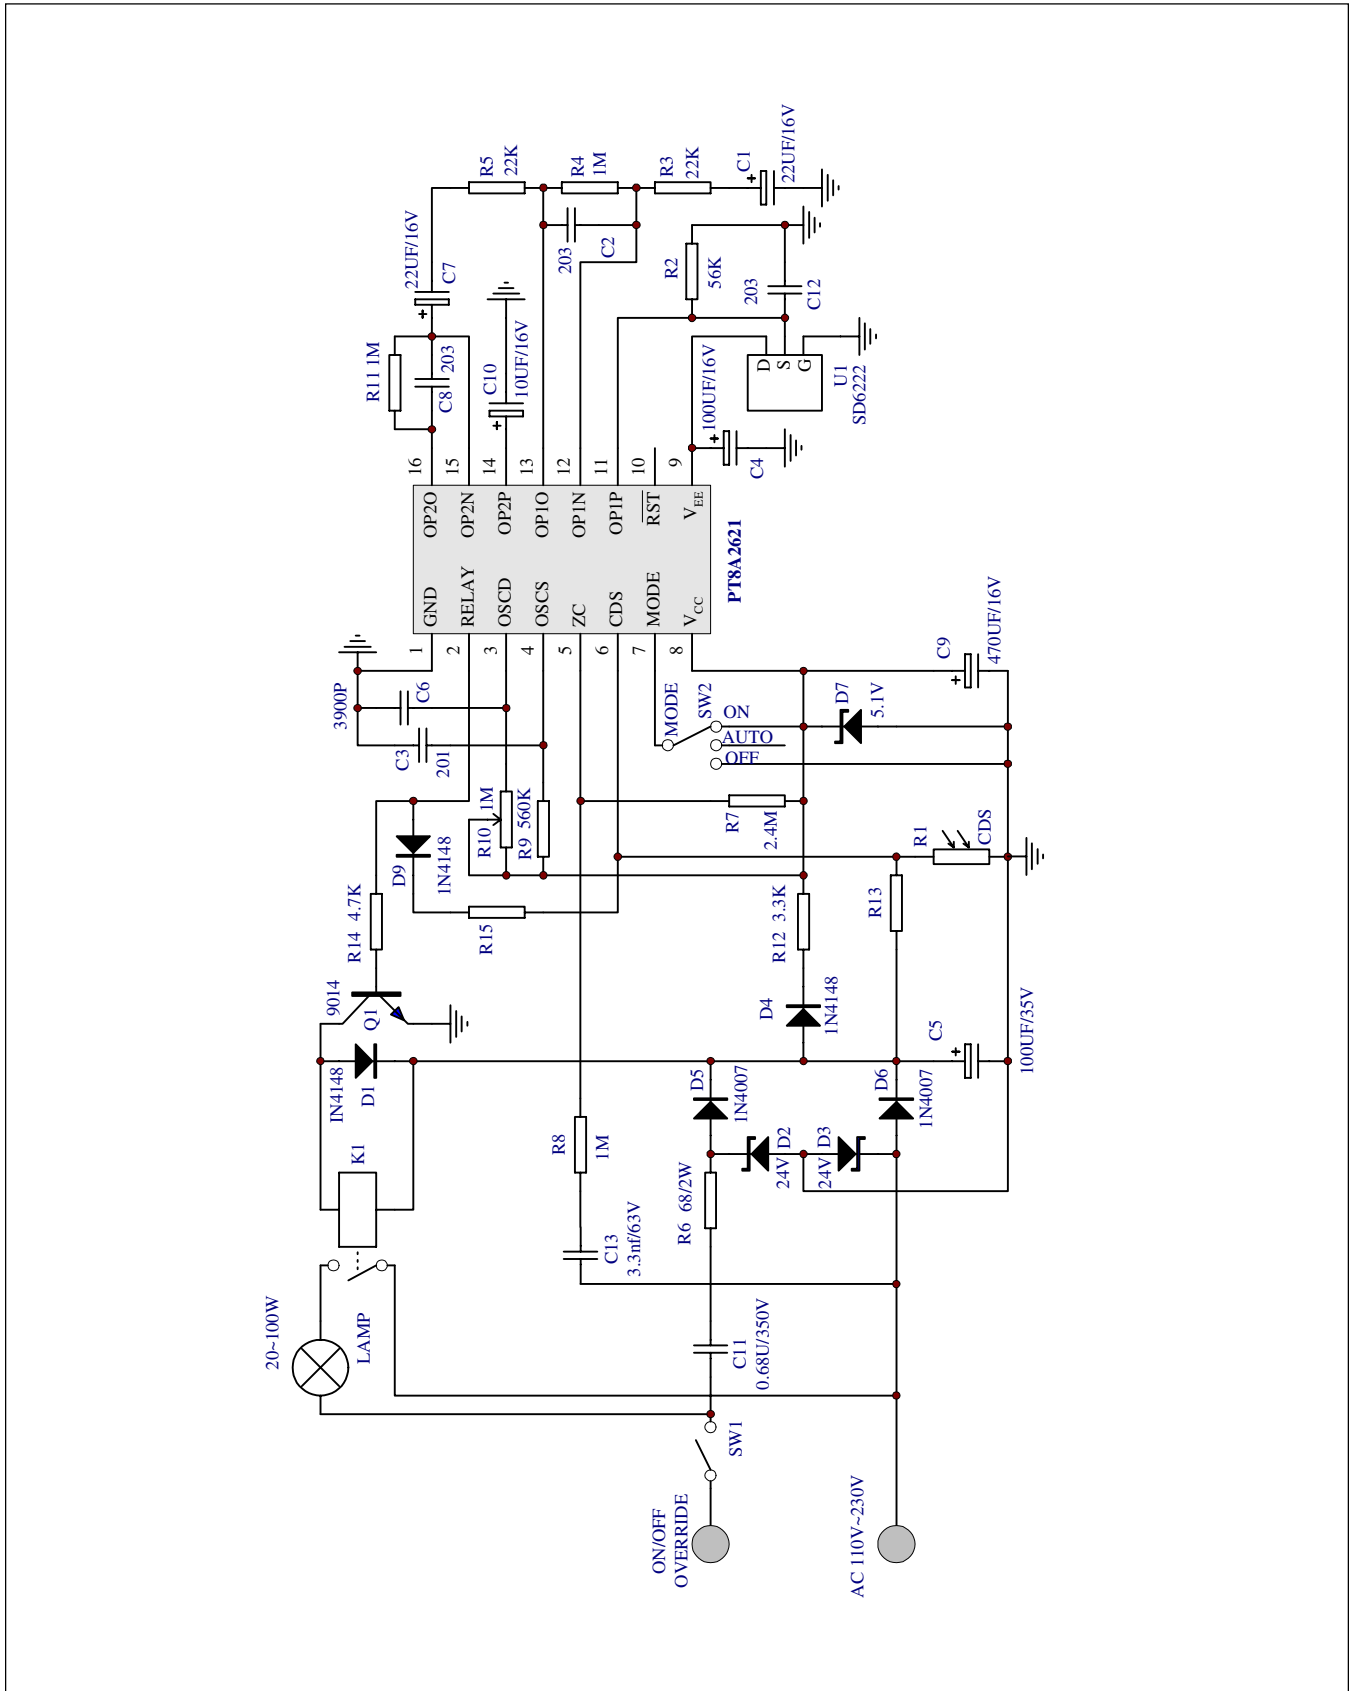 20~100W
LAMP
K1
IN4148
D1
9014
Q1
R14 4.7K
D9
1N4148
R15
R10
1M
R9 560K
C3
201
3900P
C6
R11 1M
C8
203
22UF/16V
C7
R5
22K
C10
10UF/16V
R4
1M
203
C2
R3
22K
C1
22UF/16V
R2
56K
203
C12
D
S
G
U1
SD6222
100UF/16V
C4
1
2
3
4
5
6
7
8
GND
RELAY
OSCD
OSCS
ZC
CDS
MODE
VCC
16
15
14
13
12
11
10
9
OP2O
OP2N
OP2P
OP1O
OP1N
OP1P
RST
VEE
PT8A2621
MODE
SW2
ON
AUTO
OFF
D7
5.1V
C9
470UF/16V
R7
2.4M
R1
CDS
R12 3.3K
R13
D4
1N4148
C5
100UF/35V
D5
1N4007
D6
1N4007
D2
24V
D3
24V
R8
1M
C13
3.3nf/63V
R6 68/2W
C11
0.68U/350V
SW1
ON/OFF
OVERRIDE
AC 110V~230V